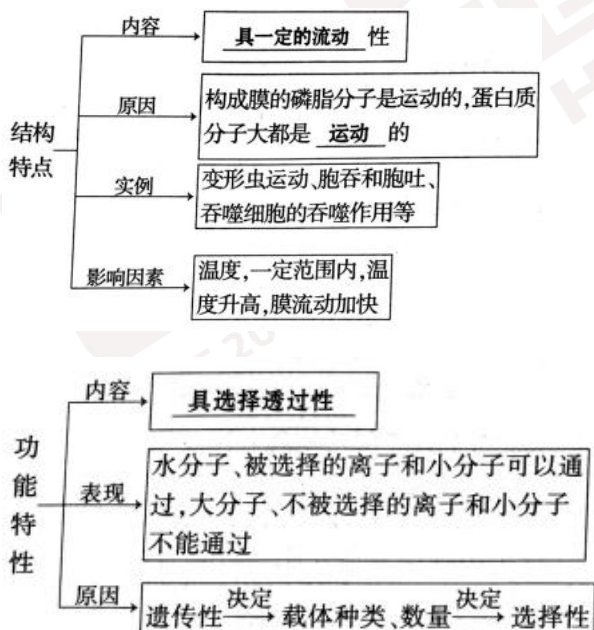 内容
具一定的流动 性
原因
构成膜的磷脂分子是运动的,蛋白质
分子大都是 运动 的
结构
特点
实例
变形虫运动、胞吞和胞吐、
吞噬细胞的吞噬作用等
影响因素
温度,一定范围内,温
度升高,膜流动加快
内容
具选择透过性
功
能
特
性
表现
水分子、被选择的离子和小分子可以通
过,大分子、不被选择的离子和小分子
不能通过
原因
遗传性 决定 载体种类、数量 决定 选择性